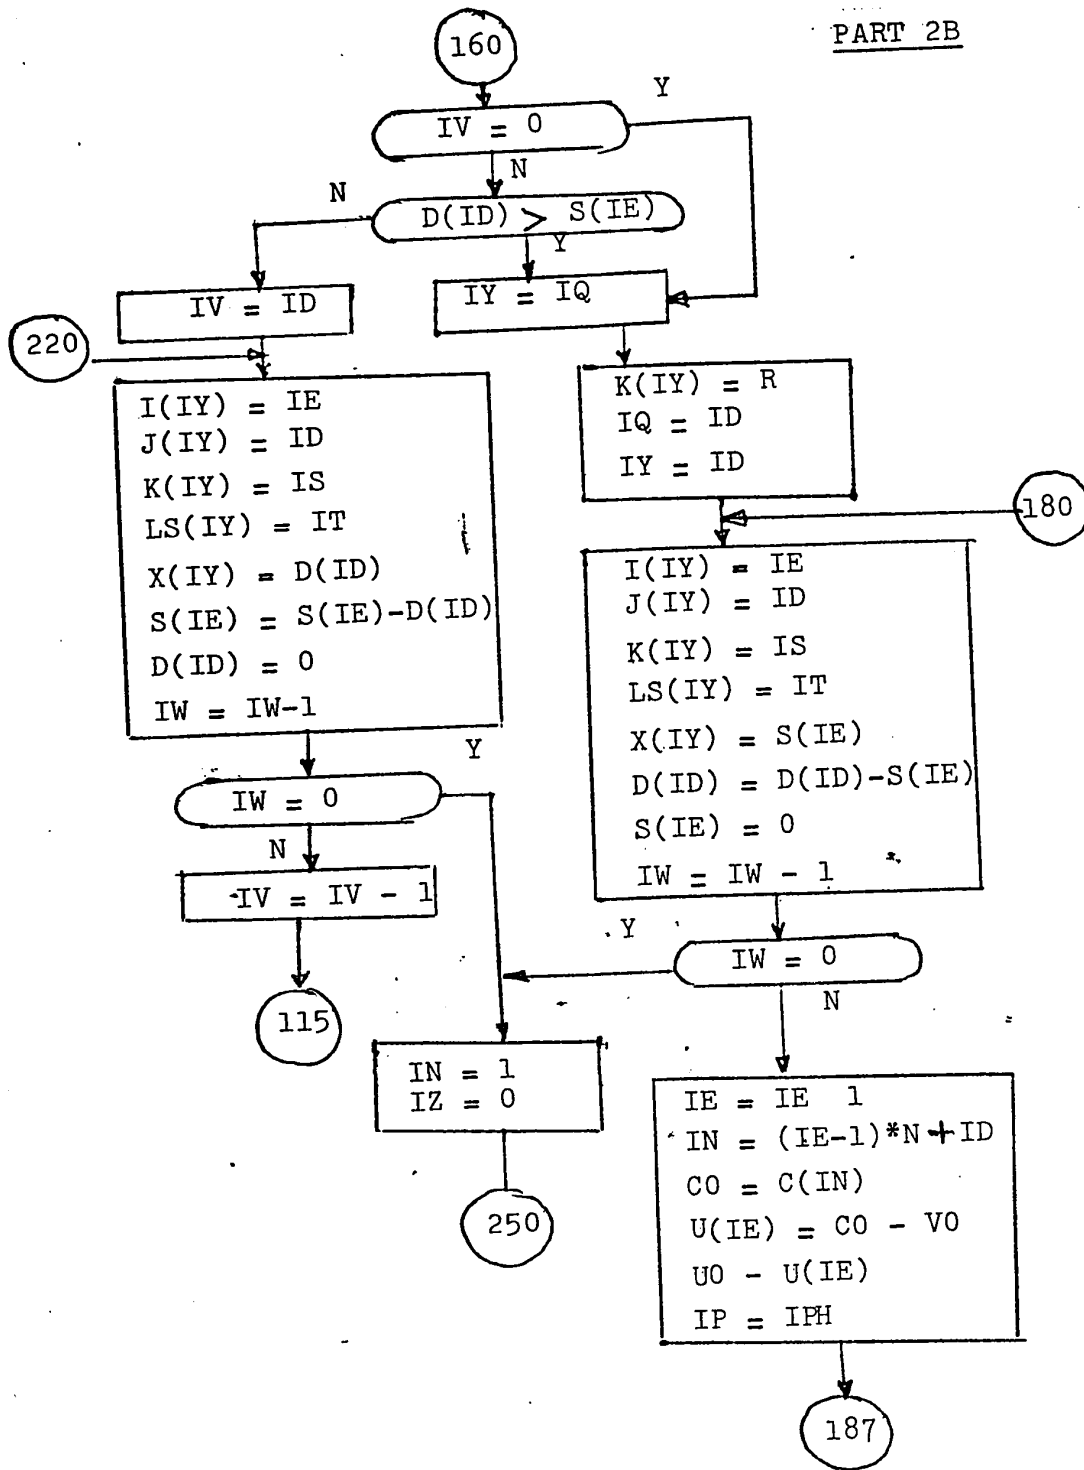 PART 2B
160
Y
IV = 0
N
N
D(ID) > S(IE)
Y
IV = ID
IY = IQ
220
K(IY) = R
IQ = ID
IY = ID
180
I(IY) = IE
J(IY) = ID
K(IY) = IS
LS(IY) = IT
X(IY) = D(ID)
S(IE) = S(IE)-D(ID)
D(ID) = 0
IW = IW-1
I(IY) = IE
J(IY) = ID
K(IY) = IS
LS(IY) = IT
X(IY) = S(IE)
D(ID) = D(ID)-S(IE)
S(IE) = 0
IW = IW - 1
Y
IW = 0
N
IV = IV - 1
115
Y
IW = 0
N
IN = 1
IZ = 0
250
IE = IE 1
IN = (IE-1)*N+ID
CO = C(IN)
U(IE) = CO - VO
UO - U(IE)
IP = IPH
187